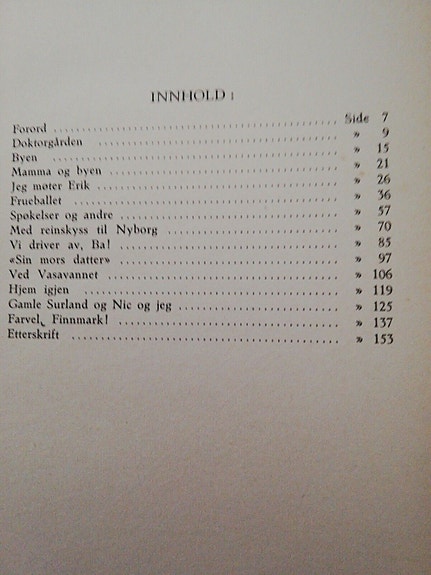 INNHOLD :
Forord ........................................ Side 7
Doktorgården ........................................ » 9
Byen ........................................ » 15
Mamma og byen ........................................ » 21
Jeg møter Erik ........................................ » 26
Frueballet ........................................ » 36
Spøkelser og andre ........................................ » 57
Med reinskyss til Nyborg ........................................ » 70
Vi driver av, Ba! ........................................ » 85
«Sin mors datter» ........................................ » 97
Ved Vasavannet ........................................ » 106
Hjem igjen ........................................ » 119
Gamle Surland og Nic og jeg ........................................ » 125
Farvel, Finnmark! ........................................ » 137
Etterskrift ........................................ » 153